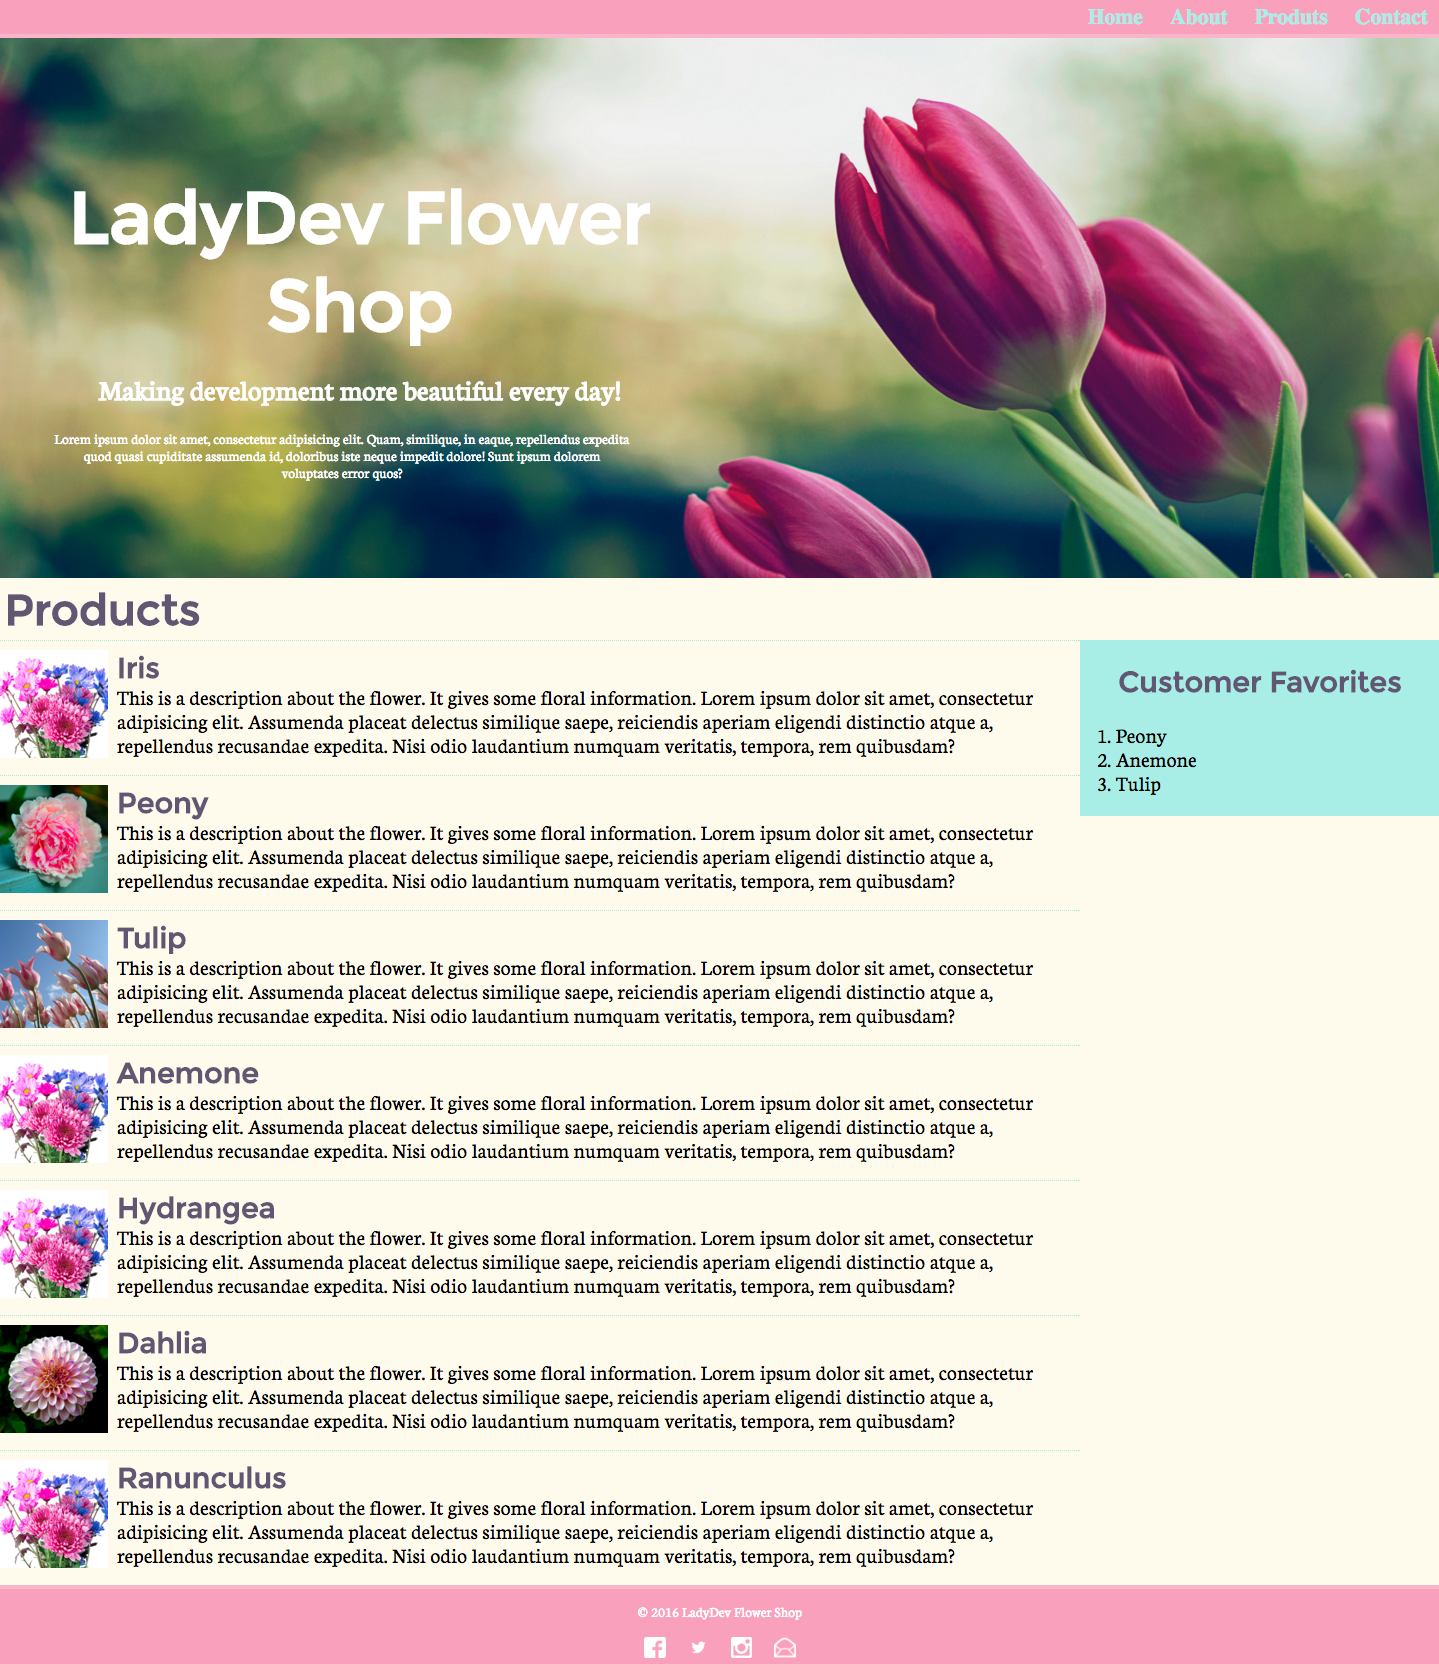 Home About Produts Contact
LadyDev Flower
Shop
Making development more beautiful every day!
Lorem ipsum dolor sit amet, consectetur adipisicing elit. Quam, similique, in eaque, repellendus expedita
quod quasi cupiditate assumenda id, doloribus iste neque impedit dolore! Sunt ipsum dolorem
voluptates error quos?
Products
Iris
This is a description about the flower. It gives some floral information. Lorem ipsum dolor sit amet, consectetur
adipisicing elit. Assumenda placeat delectus similique saepe, reiciendis aperiam eligendi distinctio atque a,
repellendus recusandae expedita. Nisi odio laudantium numquam veritatis, tempora, rem quibusdam?
Peony
This is a description about the flower. It gives some floral information. Lorem ipsum dolor sit amet, consectetur
adipisicing elit. Assumenda placeat delectus similique saepe, reiciendis aperiam eligendi distinctio atque a,
repellendus recusandae expedita. Nisi odio laudantium numquam veritatis, tempora, rem quibusdam?
Tulip
This is a description about the flower. It gives some floral information. Lorem ipsum dolor sit amet, consectetur
adipisicing elit. Assumenda placeat delectus similique saepe, reiciendis aperiam eligendi distinctio atque a,
repellendus recusandae expedita. Nisi odio laudantium numquam veritatis, tempora, rem quibusdam?
Anemone
This is a description about the flower. It gives some floral information. Lorem ipsum dolor sit amet, consectetur
adipisicing elit. Assumenda placeat delectus similique saepe, reiciendis aperiam eligendi distinctio atque a,
repellendus recusandae expedita. Nisi odio laudantium numquam veritatis, tempora, rem quibusdam?
Hydrangea
This is a description about the flower. It gives some floral information. Lorem ipsum dolor sit amet, consectetur
adipisicing elit. Assumenda placeat delectus similique saepe, reiciendis aperiam eligendi distinctio atque a,
repellendus recusandae expedita. Nisi odio laudantium numquam veritatis, tempora, rem quibusdam?
Dahlia
This is a description about the flower. It gives some floral information. Lorem ipsum dolor sit amet, consectetur
adipisicing elit. Assumenda placeat delectus similique saepe, reiciendis aperiam eligendi distinctio atque a,
repellendus recusandae expedita. Nisi odio laudantium numquam veritatis, tempora, rem quibusdam?
Ranunculus
This is a description about the flower. It gives some floral information. Lorem ipsum dolor sit amet, consectetur
adipisicing elit. Assumenda placeat delectus similique saepe, reiciendis aperiam eligendi distinctio atque a,
repellendus recusandae expedita. Nisi odio laudantium numquam veritatis, tempora, rem quibusdam?
Customer Favorites
1. Peony
2. Anemone
3. Tulip
© 2016 LadyDev Flower Shop